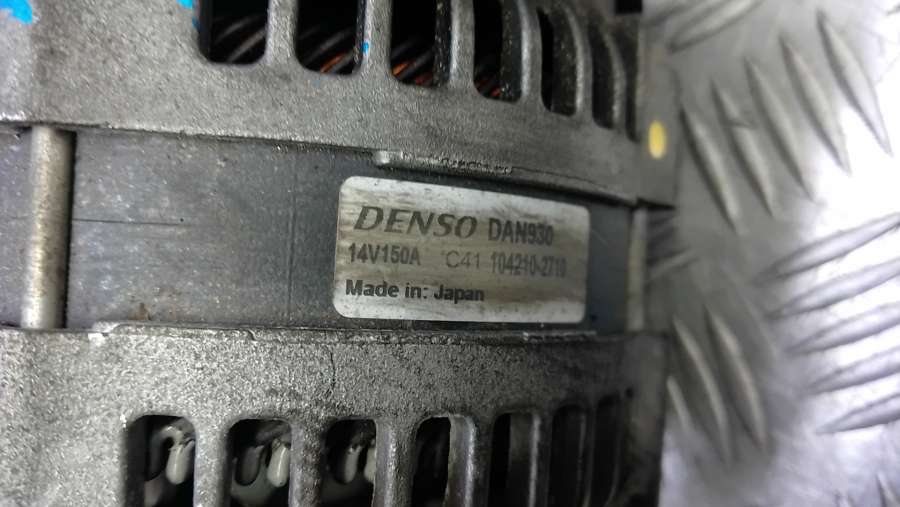 DENSO DAN930
14V150A C41 104210-2710
Made in: Japan